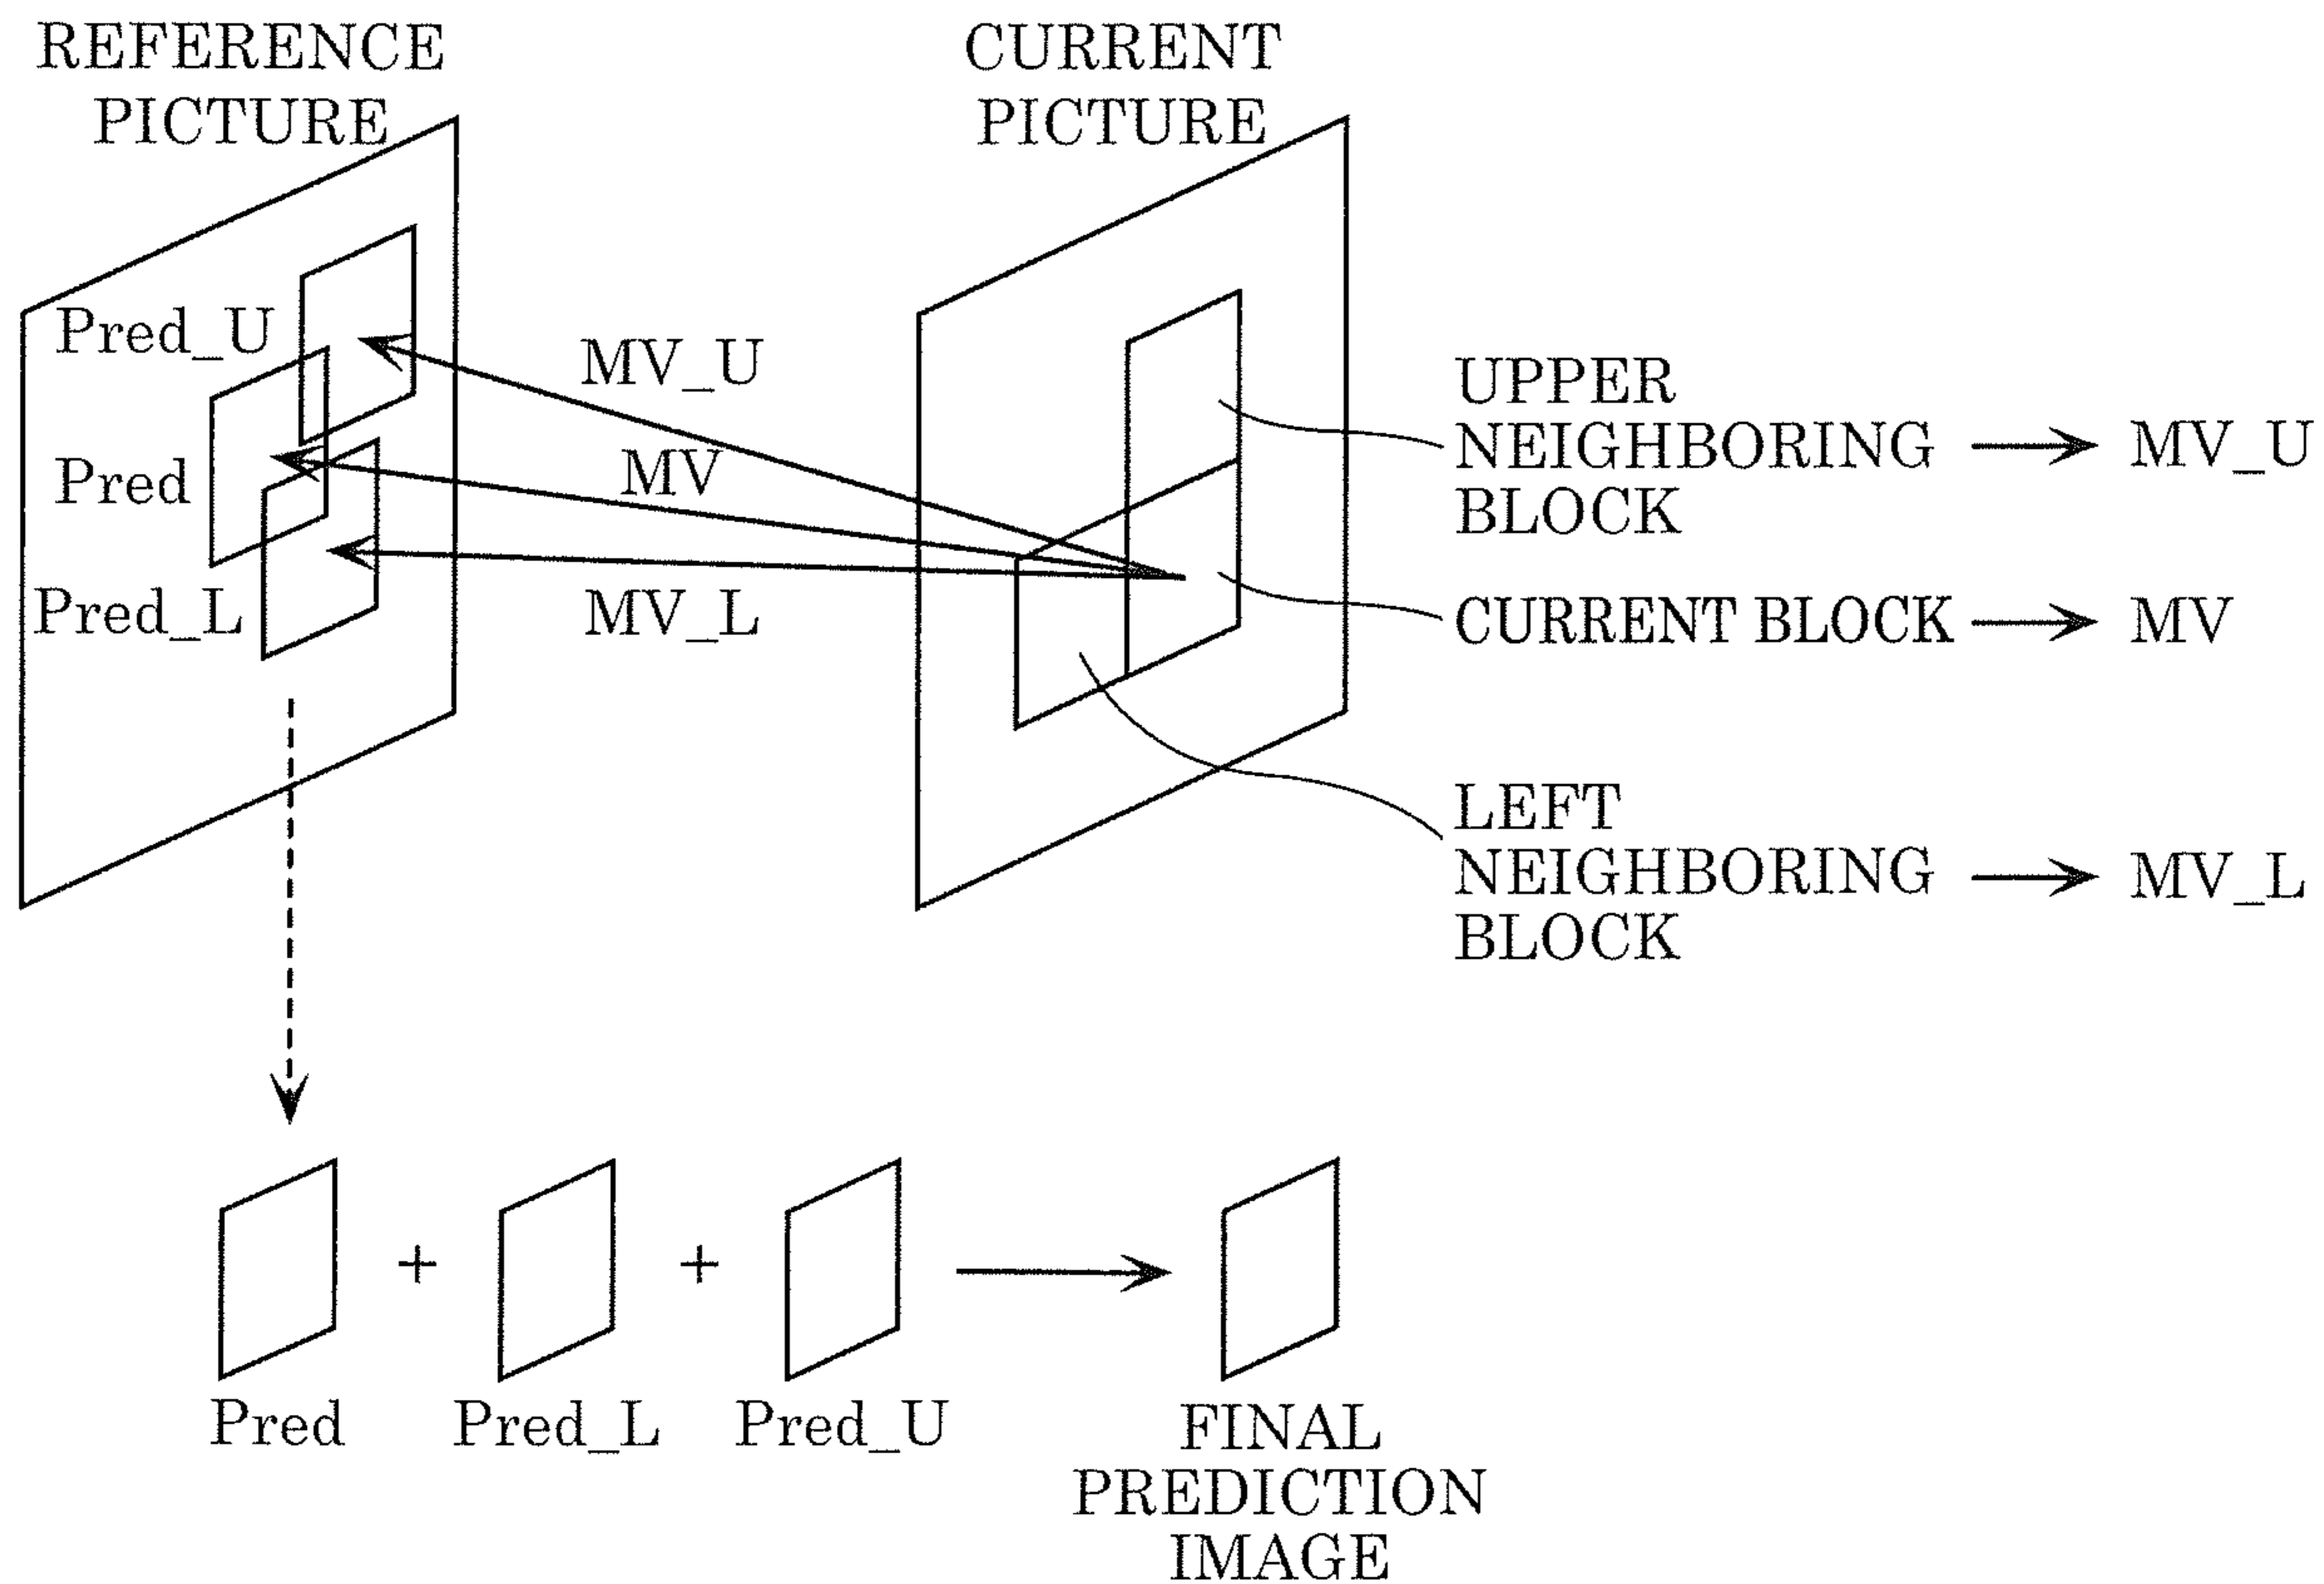 REFERENCE
PICTURE
CURRENT
PICTURE
Pred_U
Pred
Pred_L
MV_U
MV
MV_L
UPPER
NEIGHBORING
BLOCK
MV_U
CURRENT BLOCK
MV
LEFT
NEIGHBORING
BLOCK
MV_L
+
+
Pred
Pred_L
Pred_U
FINAL
PREDICTION
IMAGE